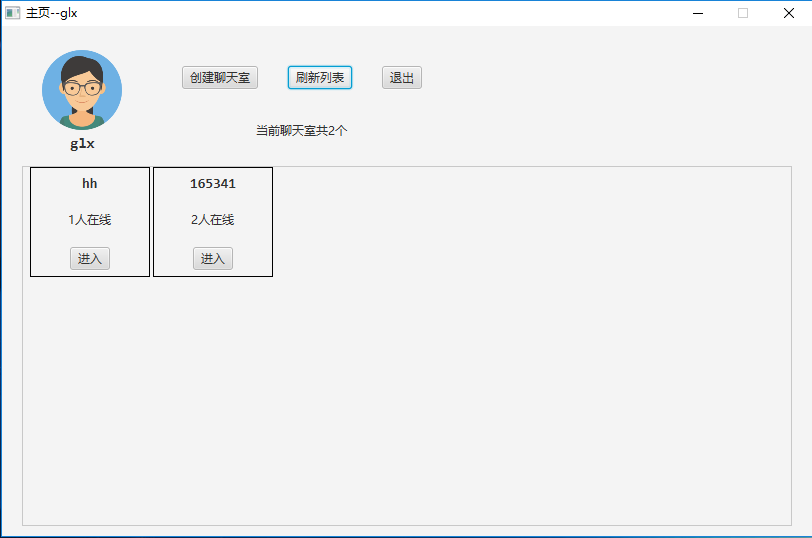 主页--glx
创建聊天室 刷新列表 退出
当前聊天室共2个
glx
hh 165341
1人在线 2人在线
进入 进入